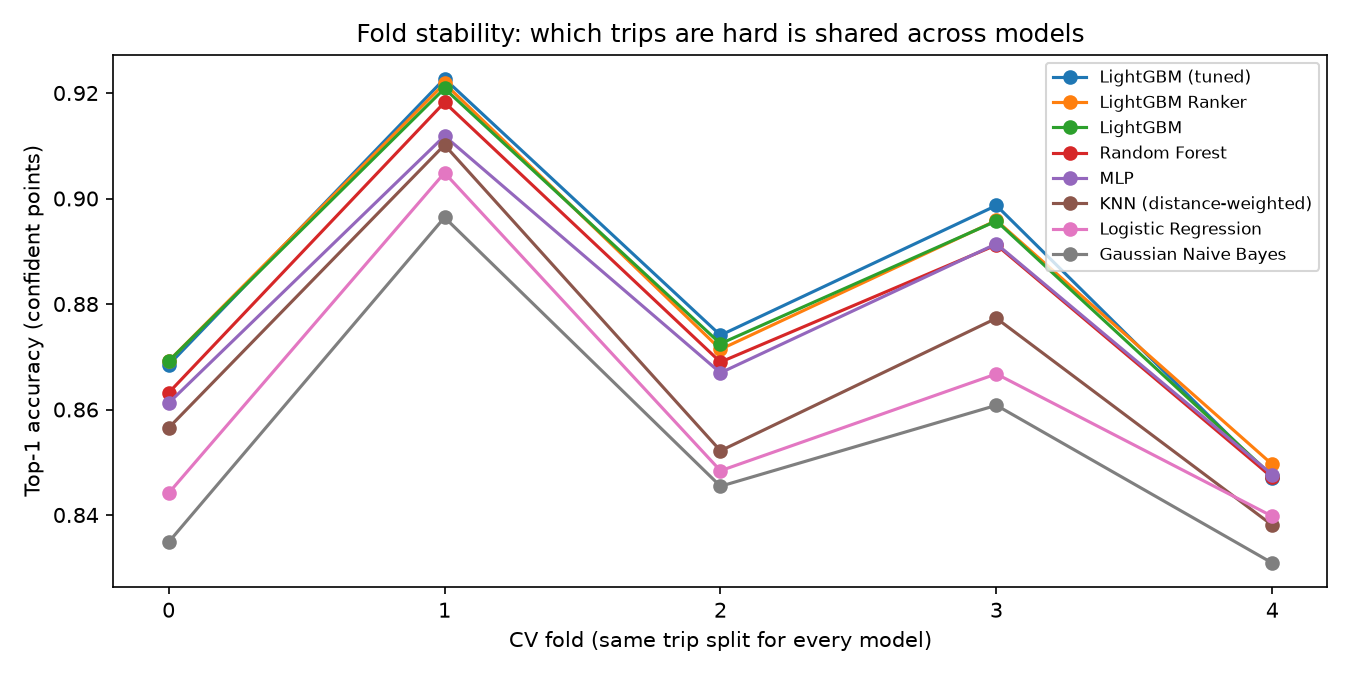 Fold stability: which trips are hard is shared across models
LightGBM (tuned)
LightGBM Ranker
LightGBM
Random Forest
MLP
KNN (distance-weighted)
Logistic Regression
Gaussian Naive Bayes
Top-1 accuracy (confident points)
0.92
0.90
0.88
0.86
0.84
0 1 2 3 4
CV fold (same trip split for every model)